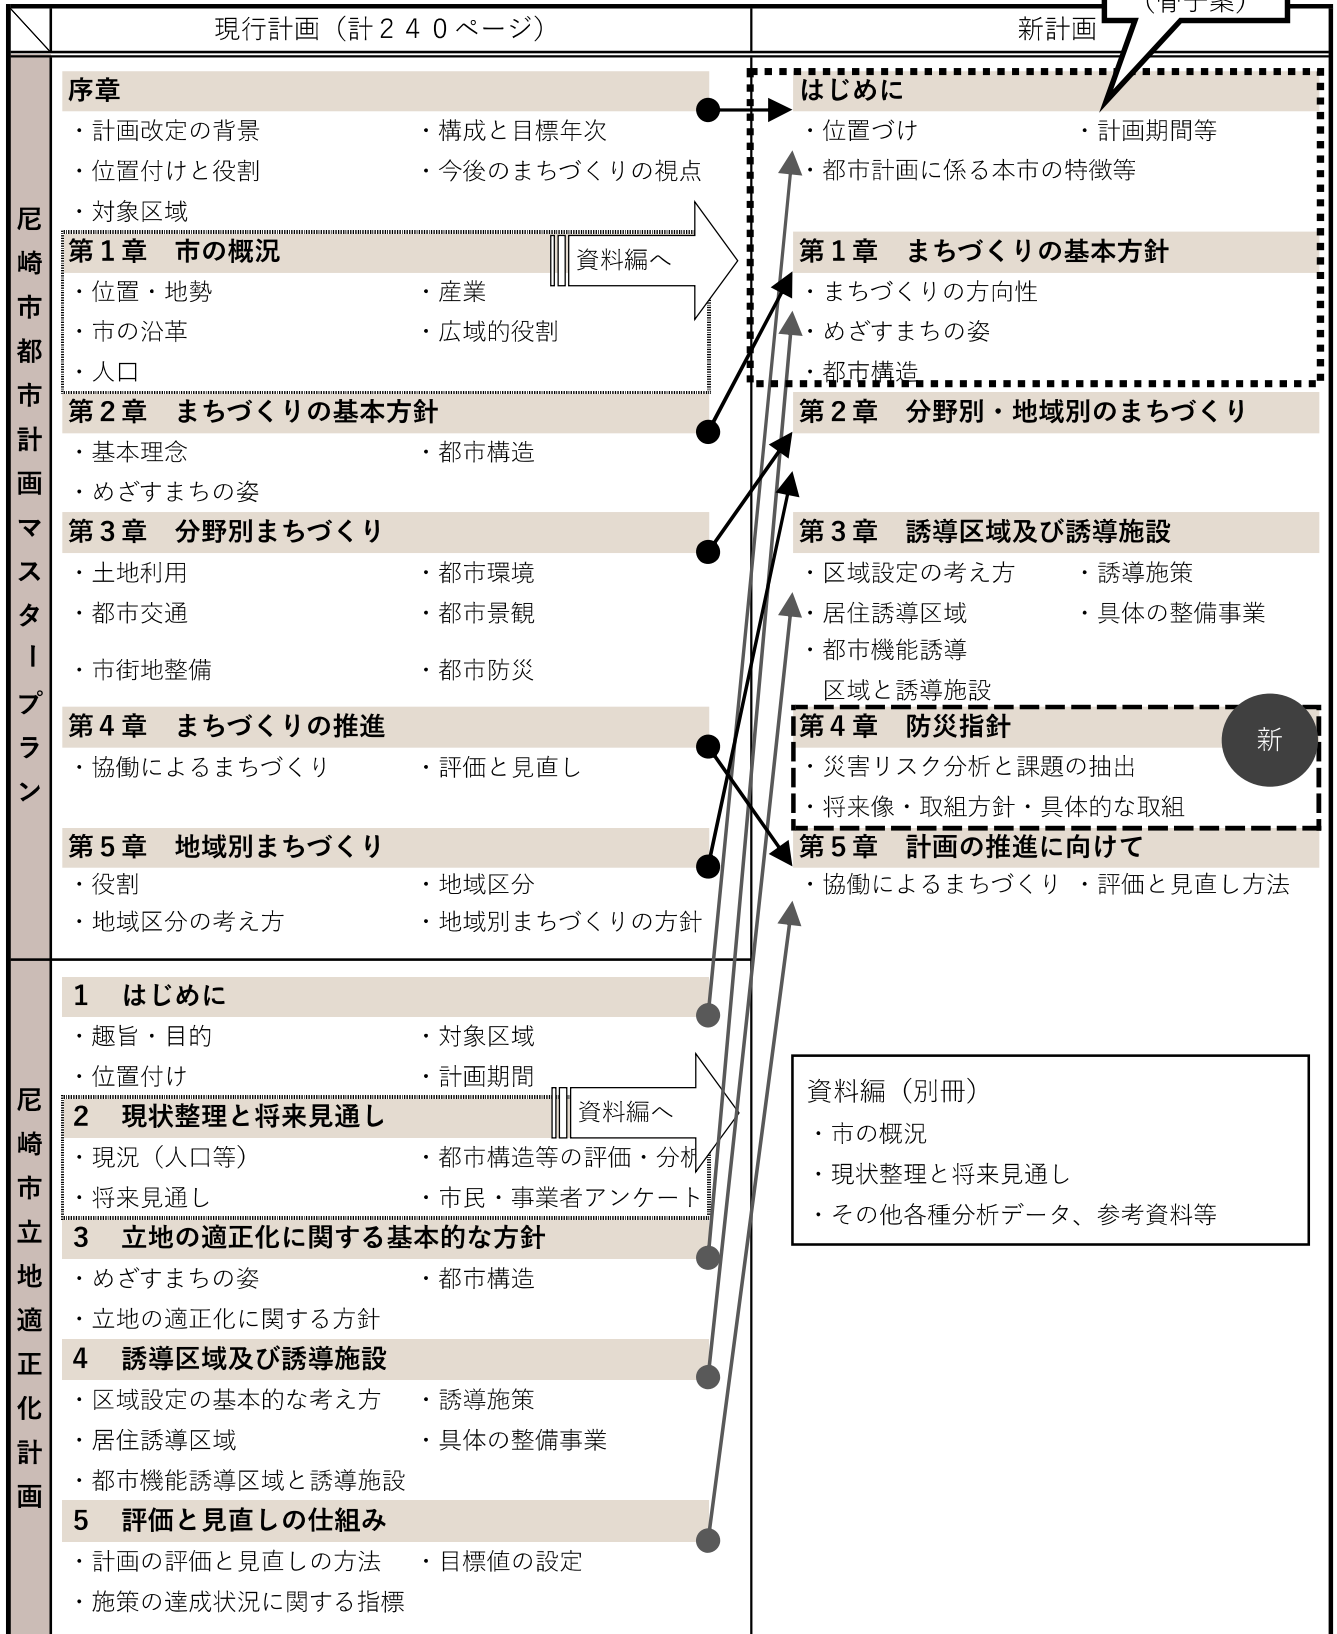 （骨子案）
現行計画（計２４０ページ）
新計画
尼崎市都市計画マスタープラン
序章
・計画改定の背景
・構成と目標年次
・位置付けと役割
・今後のまちづくりの視点
・対象区域
第１章　市の概況
資料編へ
・位置・地勢
・産業
・市の沿革
・広域的役割
・人口
第２章　まちづくりの基本方針
・基本理念
・都市構造
・めざすまちの姿
第３章　分野別まちづくり
・土地利用
・都市環境
・都市交通
・都市景観
・市街地整備
・都市防災
第４章　まちづくりの推進
・協働によるまちづくり
・評価と見直し
第５章　地域別まちづくり
・役割
・地域区分
・地域区分の考え方
・地域別まちづくりの方針
尼崎市立地適正化計画
1　はじめに
・趣旨・目的
・対象区域
・位置付け
・計画期間
2　現状整理と将来見通し
資料編へ
・現況（人口等）
・都市構造等の評価・分析
・将来見通し
・市民・事業者アンケート
3　立地の適正化に関する基本的な方針
・めざすまちの姿
・都市構造
・立地の適正化に関する方針
4　誘導区域及び誘導施設
・区域設定の基本的な考え方
・誘導施策
・居住誘導区域
・具体の整備事業
・都市機能誘導区域と誘導施設
5　評価と見直しの仕組み
・計画の評価と見直しの方法
・目標値の設定
・施策の達成状況に関する指標
はじめに
・位置づけ
・計画期間等
・都市計画に係る本市の特徴等
第１章　まちづくりの基本方針
・まちづくりの方向性
・めざすまちの姿
・都市構造
第２章　分野別・地域別のまちづくり
第３章　誘導区域及び誘導施設
・区域設定の考え方
・誘導施策
・居住誘導区域
・具体の整備事業
・都市機能誘導
区域と誘導施設
第４章　防災指針
新
・災害リスク分析と課題の抽出
・将来像・取組方針・具体的な取組
第５章　計画の推進に向けて
・協働によるまちづくり
・評価と見直し方法
資料編（別冊）
・市の概況
・現状整理と将来見通し
・その他各種分析データ、参考資料等